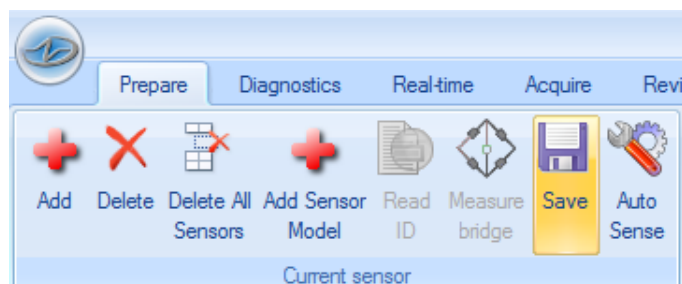 Prepare Diagnostics Real-time Acquire Revi
Add Delete Delete All Add Sensor Read Measure Save Auto
Sensors Model ID bridge Sense
Current sensor